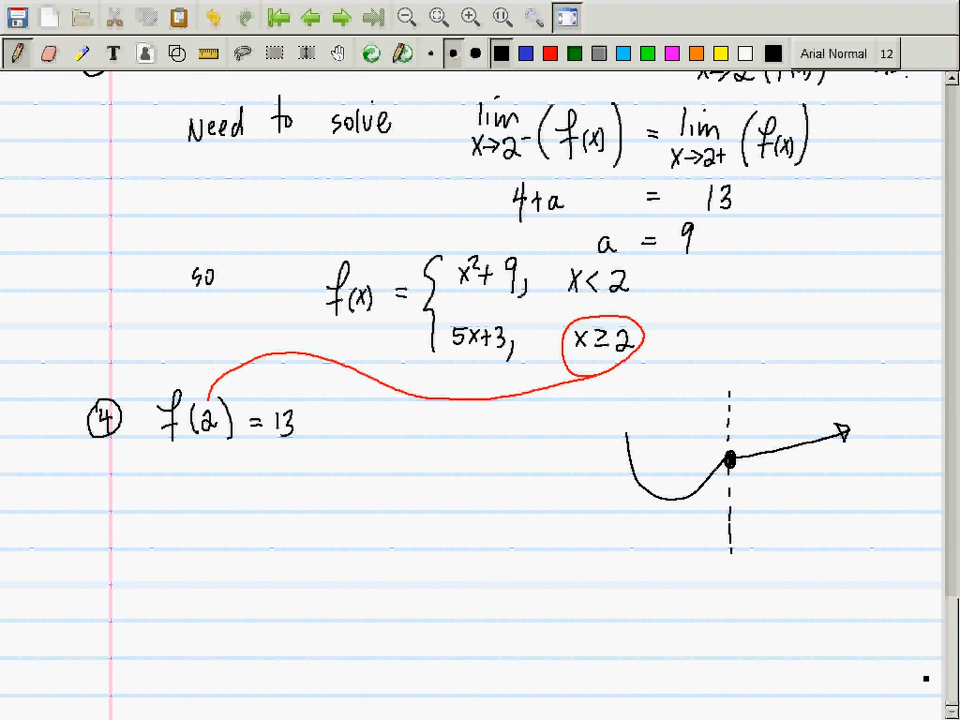 T Arial Normal 12
x→2
Need to solve lim x→2⁻ (f(x)) = lim x→2+ (f(x))
4+a = 13
a = 9
so f(x) = { x²+9, x<2
5x+3, x≥2
④ f(2) = 13